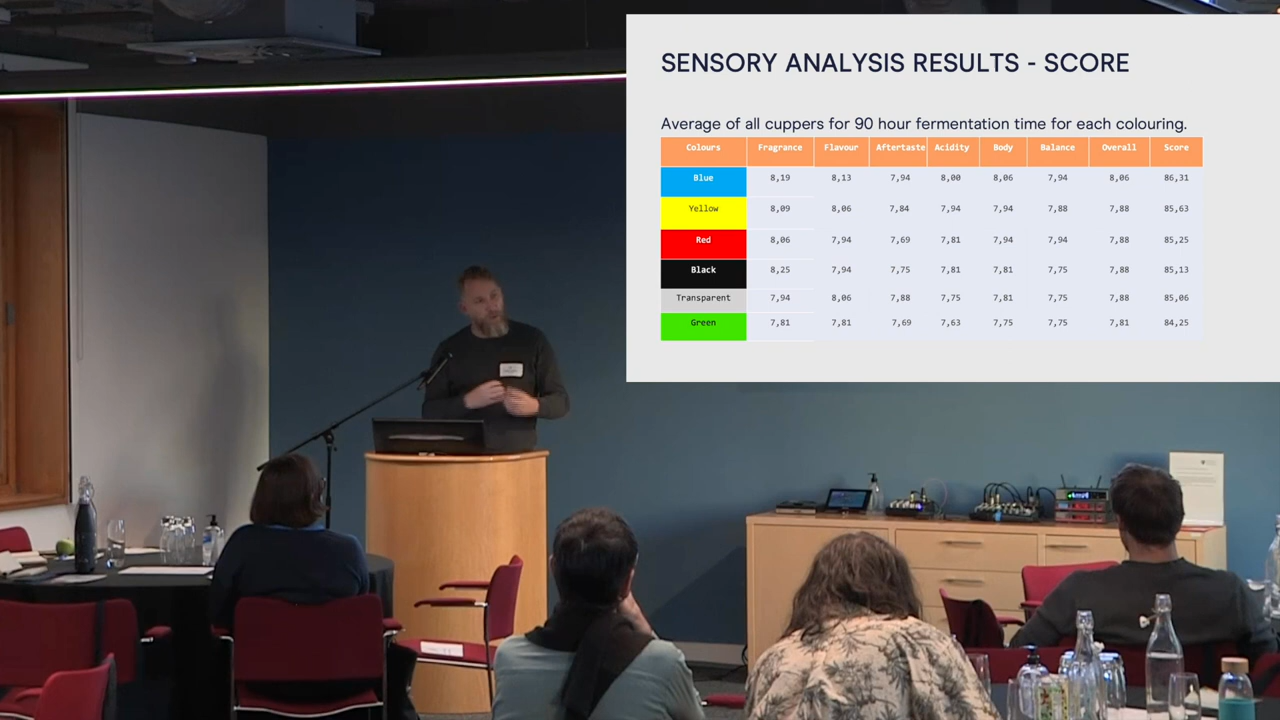 SENSORY ANALYSIS RESULTS - SCORE
Average of all cuppers for 90 hour fermentation time for each colouring.
Colours Fragrance Flavour Aftertaste Acidity Body Balance Overall Score
Blue 8,19 8,13 7,94 8,00 8,06 7,94 8,06 86,31
Yellow 8,09 8,06 7,84 7,94 7,94 7,88 7,88 85,63
Red 8,06 7,94 7,69 7,81 7,94 7,94 7,88 85,25
Black 8,25 7,94 7,75 7,81 7,81 7,75 7,88 85,13
Transparent 7,94 8,06 7,88 7,75 7,81 7,75 7,88 85,06
Green 7,81 7,81 7,69 7,63 7,75 7,75 7,81 84,25